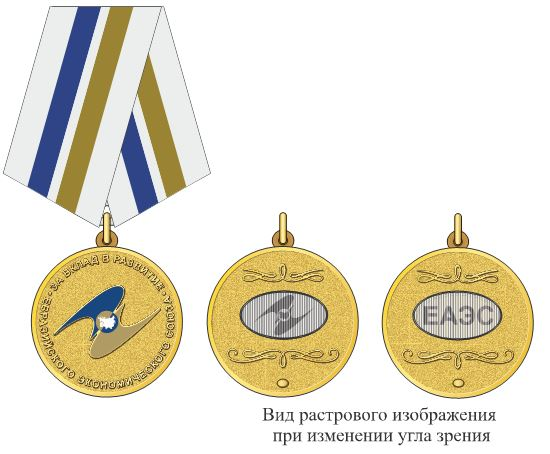 • ЗА ВКЛАД В РАЗВИТИЕ •
ЕВРАЗИЙСКОГО ЭКОНОМИЧЕСКОГО СОЮЗА
ЕАЭС
Вид растрового изображения
при изменении угла зрения